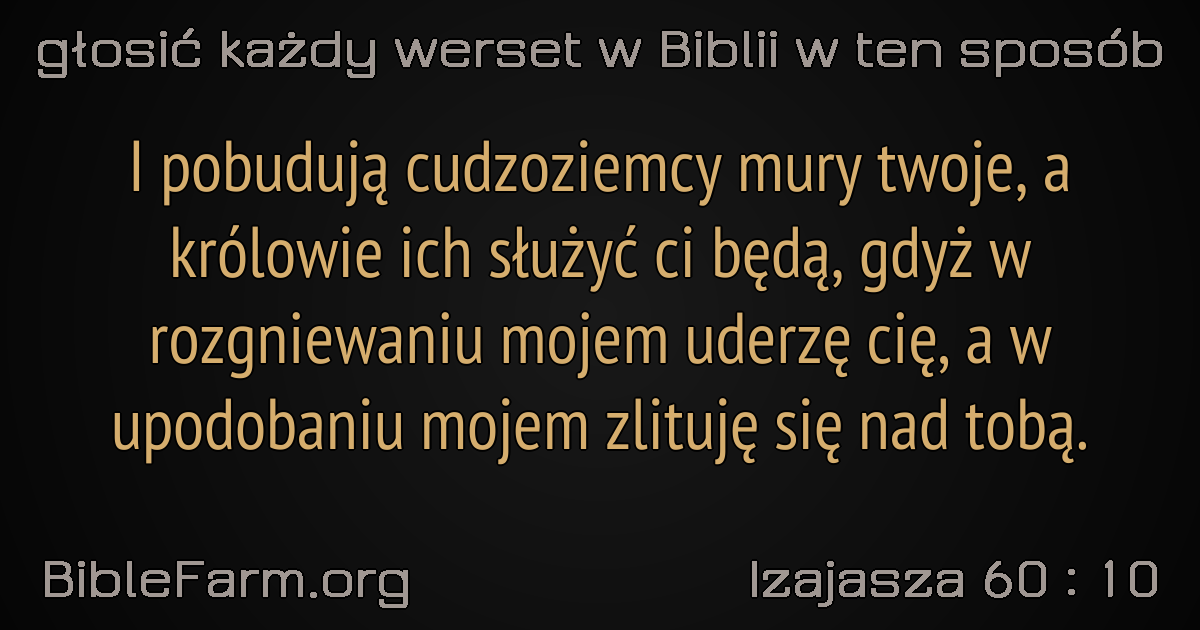 głosić każdy werset w Biblii w ten sposób
I pobudują cudzoziemcy mury twoje, a
królowie ich służyć ci będą, gdyż w
rozgniewaniu mojem uderzę cię, a w
upodobaniu mojem zlituję się nad tobą.
BibleFarm.org
Izajasza 60 : 10